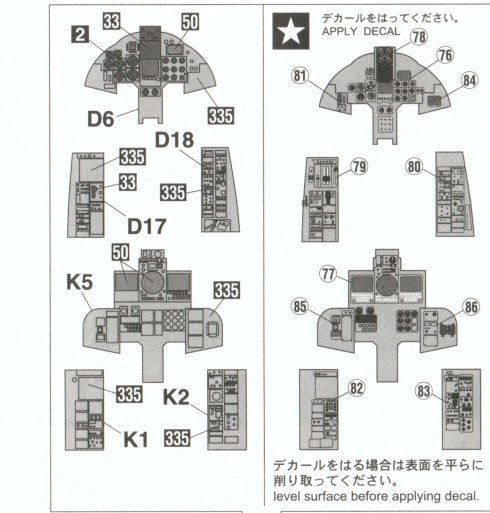 33
50
2
335
D6
D18
335
33
335
D17
50
K5
335
335
K2
K1
335
デカールをはってください。
APPLY DECAL
78
76
81
84
79
80
77
85
86
82
83
デカールをはる場合は表面を平らに
削り取ってください。
level surface before applying decal.